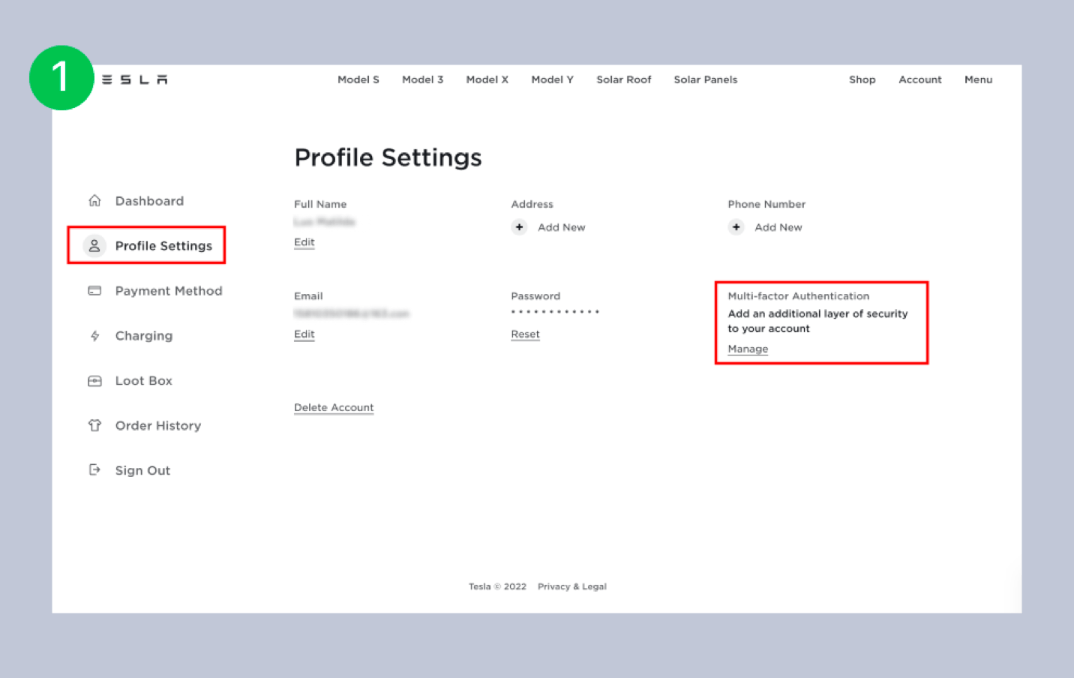 1
Model S Model 3 Model X Model Y Solar Roof Solar Panels Shop Account Menu
Profile Settings
Dashboard
Profile Settings
Payment Method
Charging
Loot Box
Order History
Sign Out
Full Name
Edit
Address
+ Add New
Phone Number
+ Add New
Email
Edit
Password
Reset
Multi-factor Authentication
Add an additional layer of security
to your account
Manage
Delete Account
Tesla © 2022 Privacy & Legal